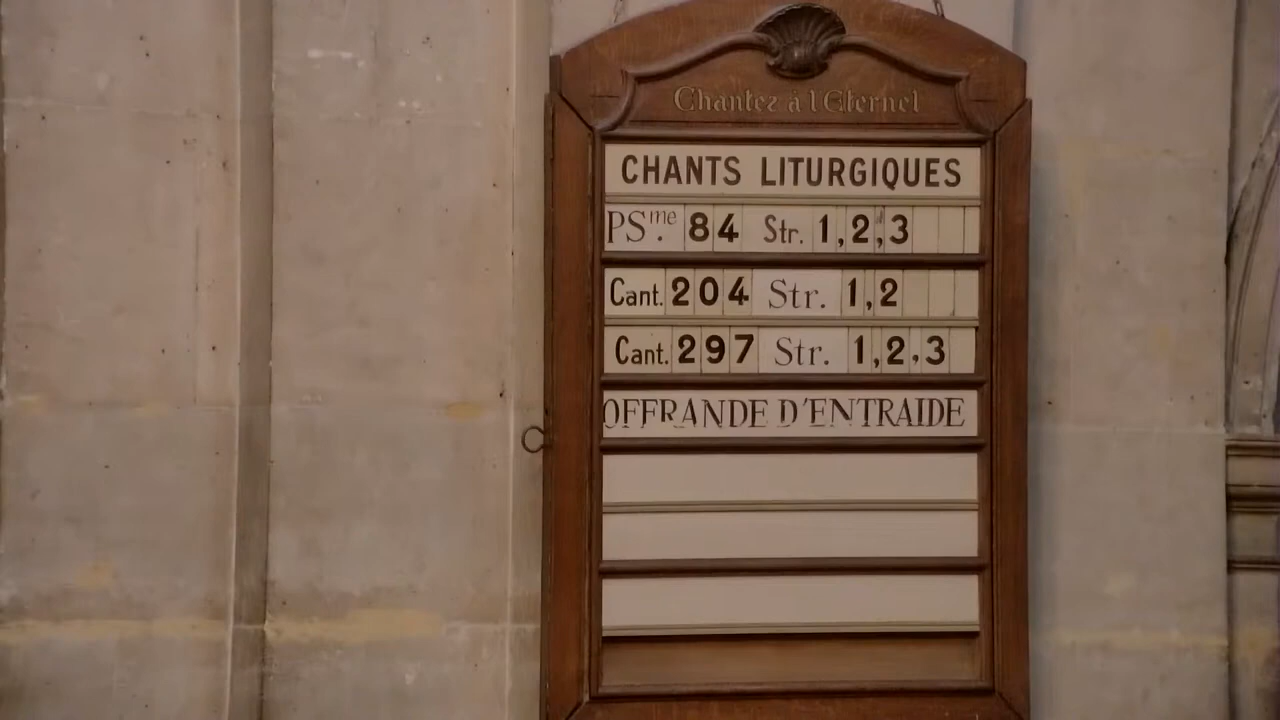 Chantez à l'Eternel
CHANTS LITURGIQUES
PSme. 84 Str. 1,2,3
Cant. 204 Str. 1,2
Cant. 297 Str. 1,2,3
OFFRANDE D'ENTRAIDE